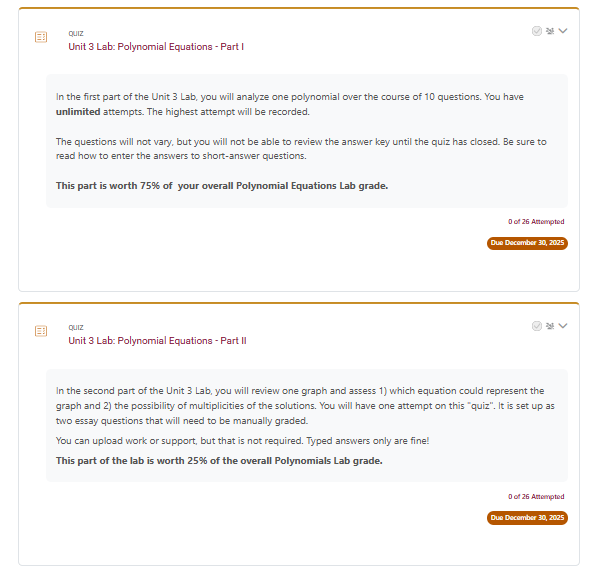 QUIZ
Unit 3 Lab: Polynomial Equations - Part I
In the first part of the Unit 3 Lab, you will analyze one polynomial over the course of 10 questions. You have
unlimited attempts. The highest attempt will be recorded.
The questions will not vary, but you will not be able to review the answer key until the quiz has closed. Be sure to
read how to enter the answers to short-answer questions.
This part is worth 75% of your overall Polynomial Equations Lab grade.
0 of 26 Attempted
Due December 30, 2025
QUIZ
Unit 3 Lab: Polynomial Equations - Part II
In the second part of the Unit 3 Lab, you will review one graph and assess 1) which equation could represent the
graph and 2) the possibility of multiplicities of the solutions. You will have one attempt on this "quiz". It is set up as
two essay questions that will need to be manually graded.
You can upload work or support, but that is not required. Typed answers only are fine!
This part of the lab is worth 25% of the overall Polynomials Lab grade.
0 of 26 Attempted
Due December 30, 2025